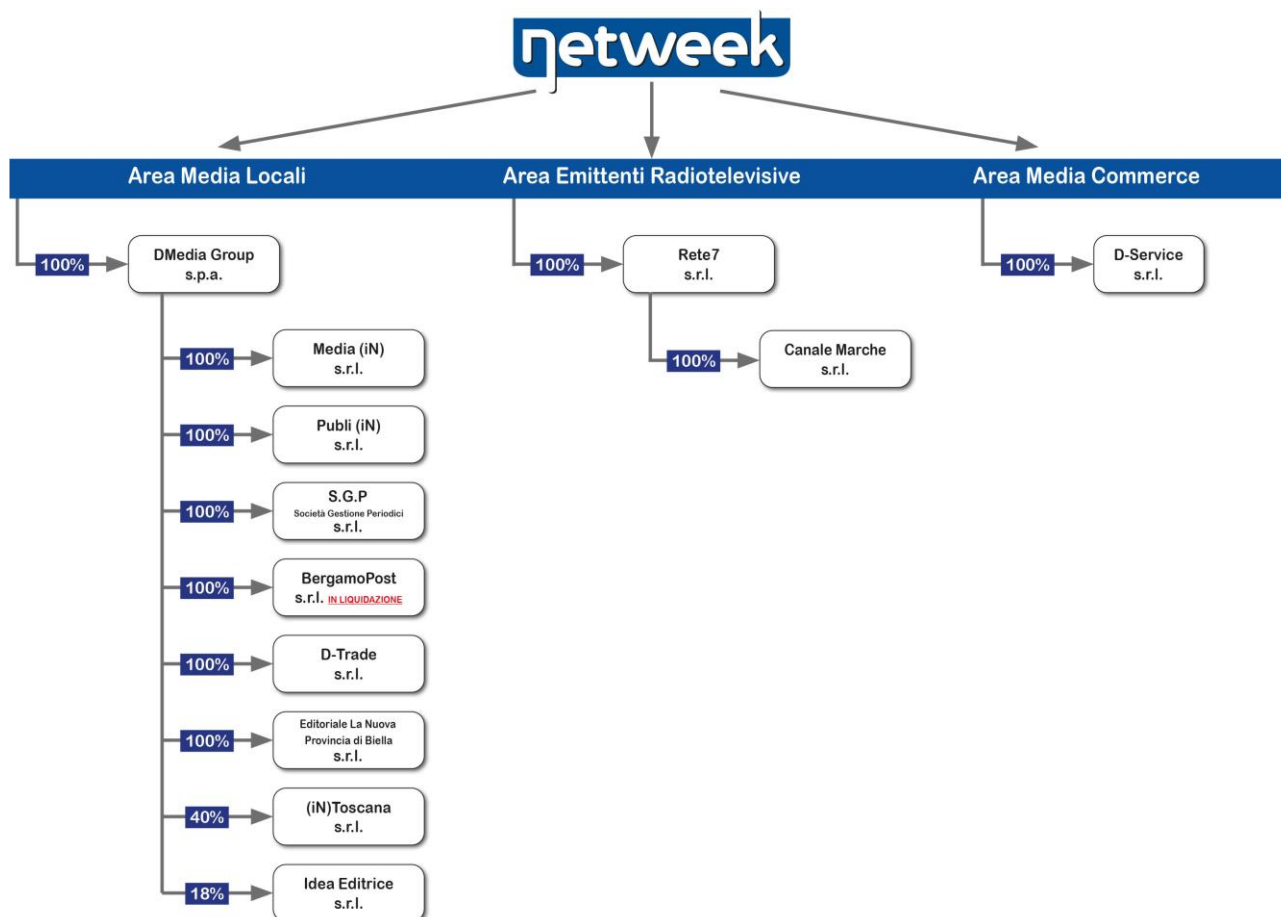 netweek
Area Media Locali
Area Emittenti Radiotelevisive
Area Media Commerce
100%
DMedia Group
s.p.a.
100%
Rete7
s.r.l.
100%
D-Service
s.r.l.
100%
Media (iN)
s.r.l.
100%
Canale Marche
s.r.l.
100%
Publi (iN)
s.r.l.
100%
S.G.P
Società Gestione Periodici
s.r.l.
100%
BergamoPost
s.r.l. IN LIQUIDAZIONE
100%
D-Trade
s.r.l.
100%
Editoriale La Nuova
Provincia di Biella
s.r.l.
40%
(iN)Toscana
s.r.l.
18%
Idea Editrice
s.r.l.